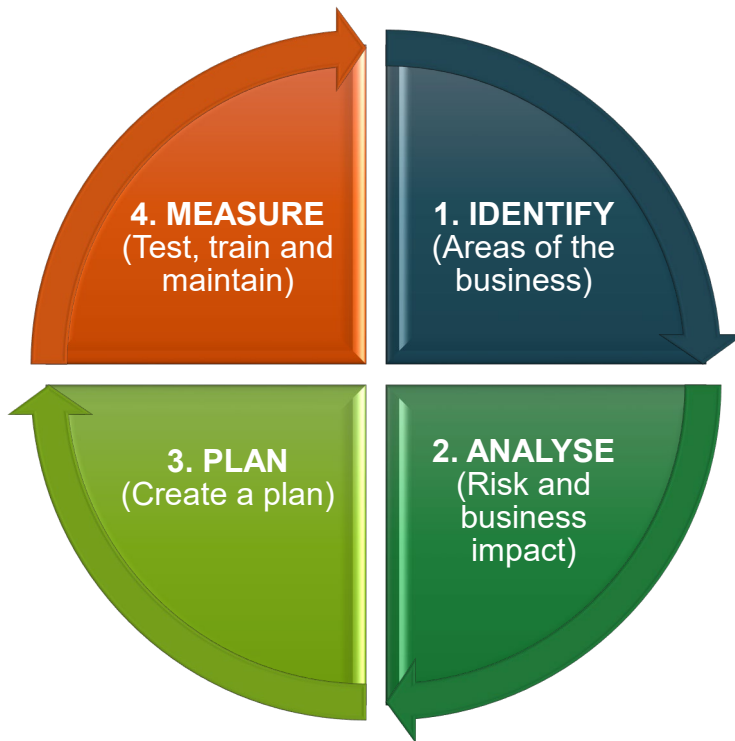 1. IDENTIFY
(Areas of the
business)
2. ANALYSE
(Risk and
business
impact)
3. PLAN
(Create a plan)
4. MEASURE
(Test, train and
maintain)